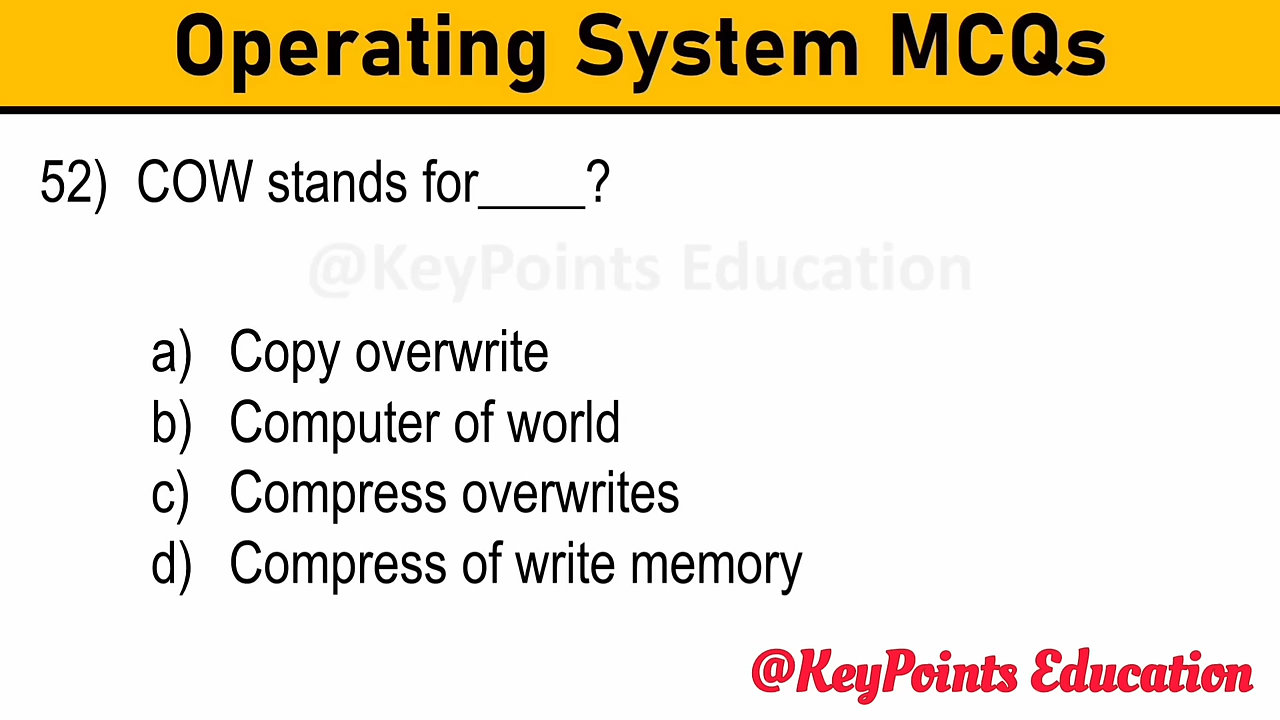 Operating System MCQs
52) COW stands for____?
@KeyPoints Education
a) Copy overwrite
b) Computer of world
c) Compress overwrites
d) Compress of write memory
@KeyPoints Education